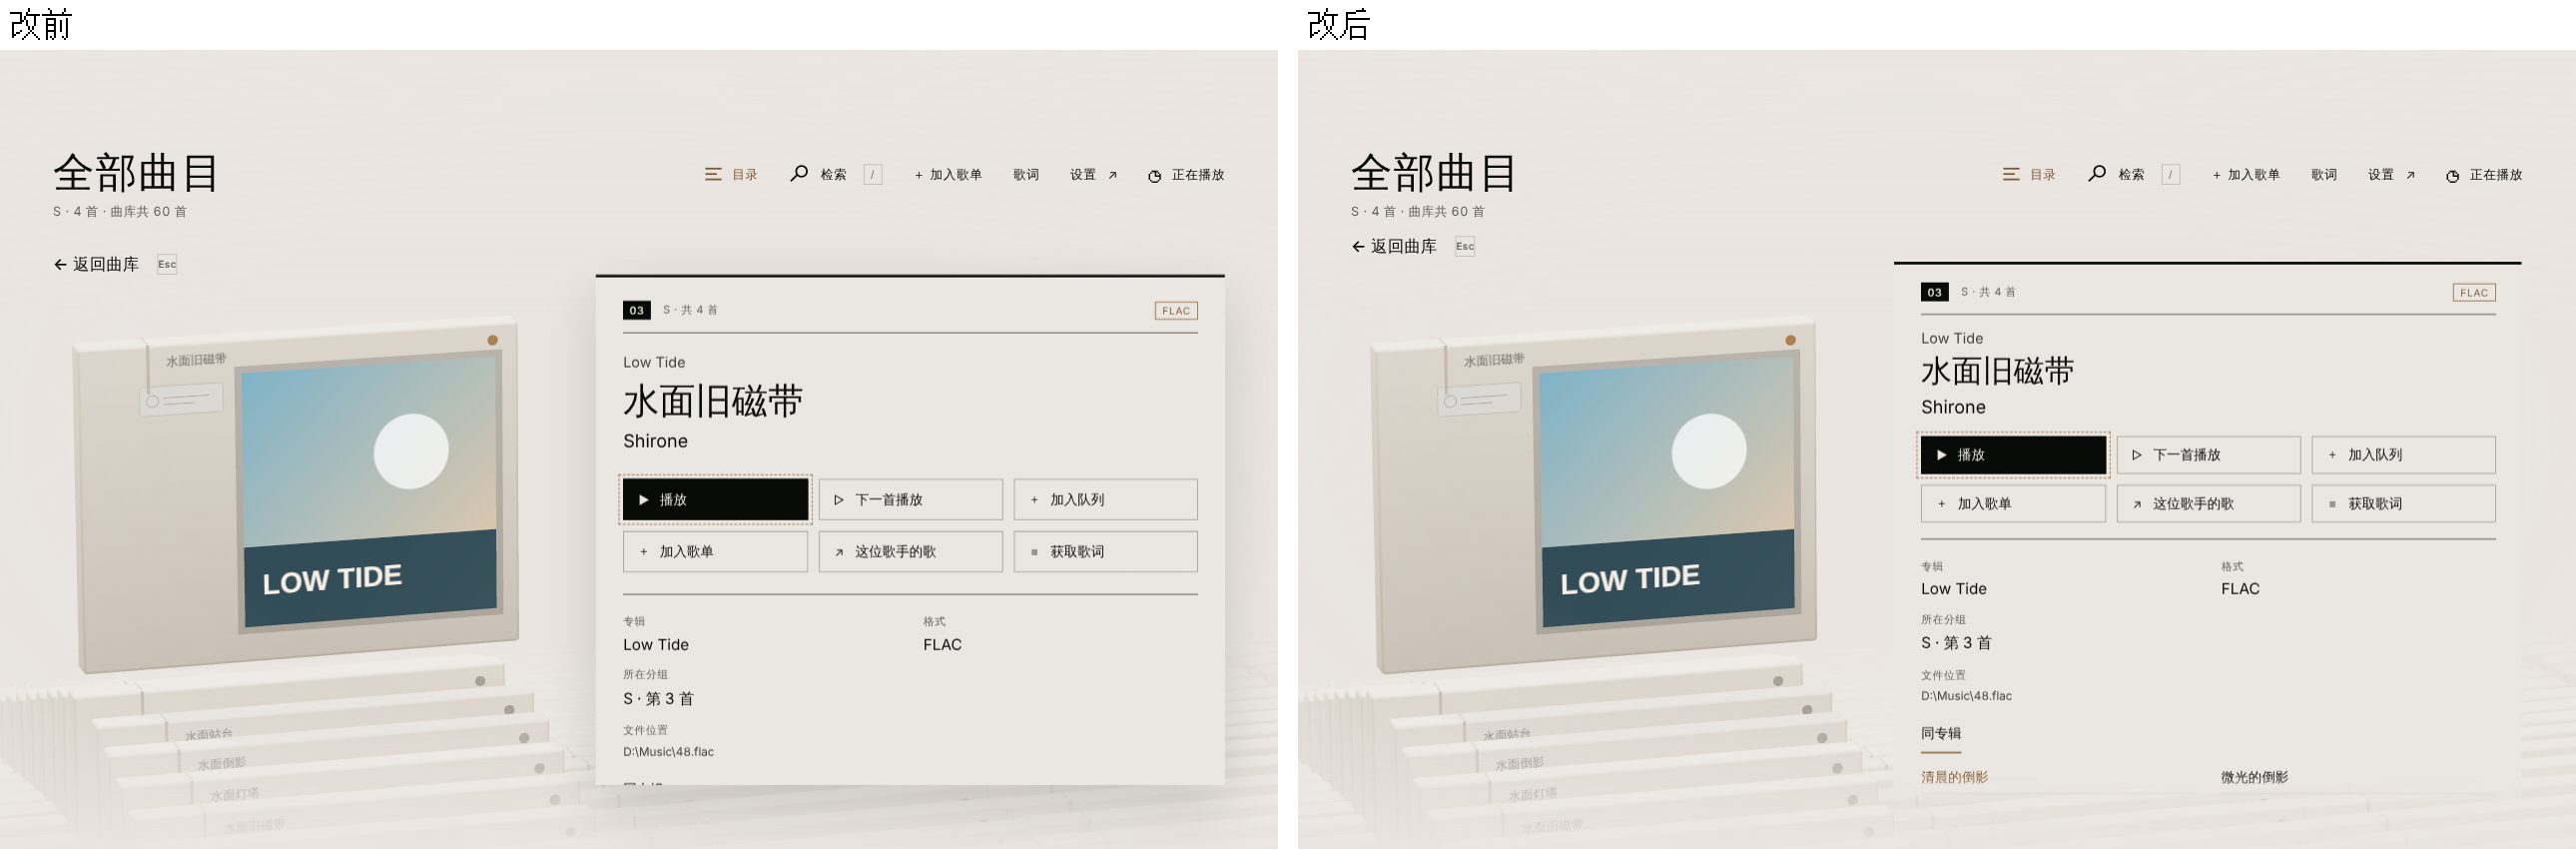 改前
全部曲目
S · 4 首 · 曲库共 60 首
目录 检索 / + 加入歌单 歌词 设置 ↗ 正在播放
← 返回曲库 Esc
水面旧磁带
LOW TIDE
水面站台
水面倒影
水面灯塔
水面旧磁带
03 S · 共 4 首 FLAC
Low Tide
水面旧磁带
Shirone
播放 下一首播放 + 加入队列
+ 加入歌单 ↗ 这位歌手的歌 获取歌词
专辑 格式
Low Tide FLAC
所在分组
S · 第 3 首
文件位置
D:\Music\48.flac
改后
全部曲目
S · 4 首 · 曲库共 60 首
目录 检索 / + 加入歌单 歌词 设置 ↗ 正在播放
← 返回曲库 Esc
水面旧磁带
LOW TIDE
水面站台
水面倒影
水面灯塔
水面旧磁带
03 S · 共 4 首 FLAC
Low Tide
水面旧磁带
Shirone
播放 下一首播放 + 加入队列
+ 加入歌单 ↗ 这位歌手的歌 获取歌词
专辑 格式
Low Tide FLAC
所在分组
S · 第 3 首
文件位置
D:\Music\48.flac
同专辑
清晨的倒影 微光的倒影